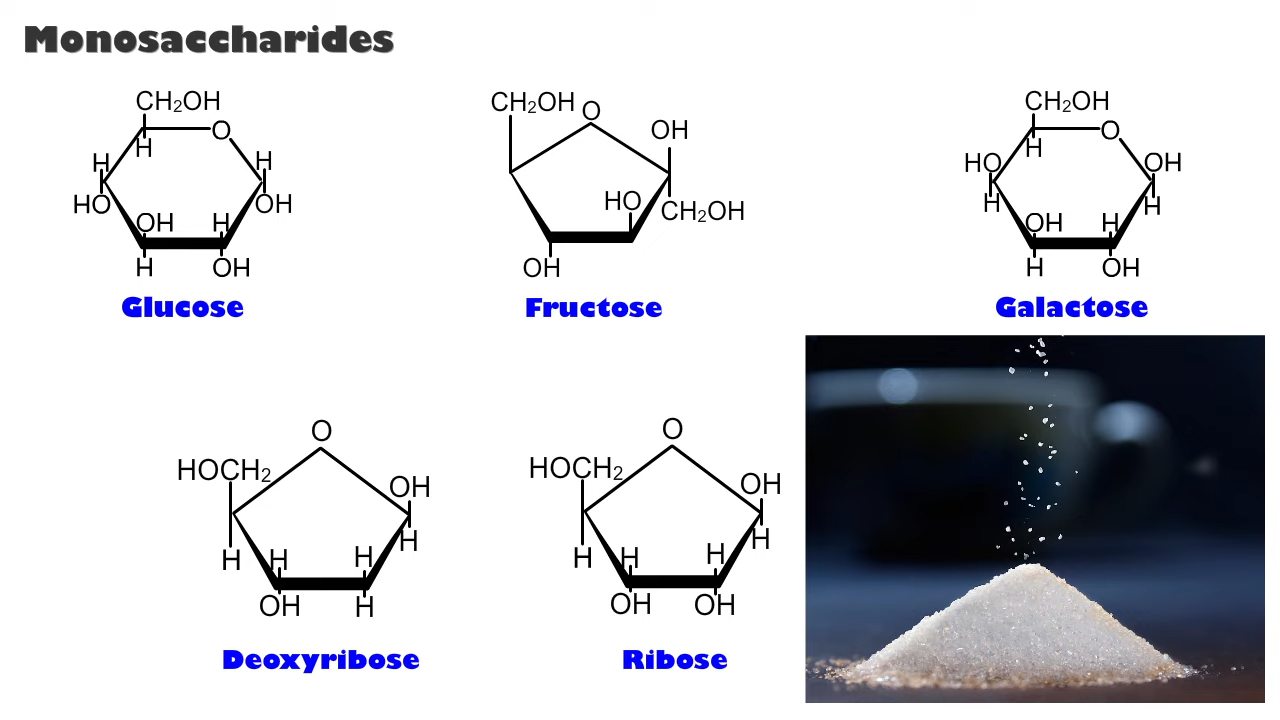 Monosaccharides
CH₂OH
O
H
H
H
HO
OH
OH
H
H
OH
Glucose
CH₂OH
O
OH
HO
CH₂OH
OH
Fructose
CH₂OH
O
H
HO
OH
H
H
OH
H
H
OH
Galactose
O
HOCH₂
OH
H
H
H
H
OH
H
Deoxyribose
O
HOCH₂
OH
H
H
H
H
OH
OH
Ribose